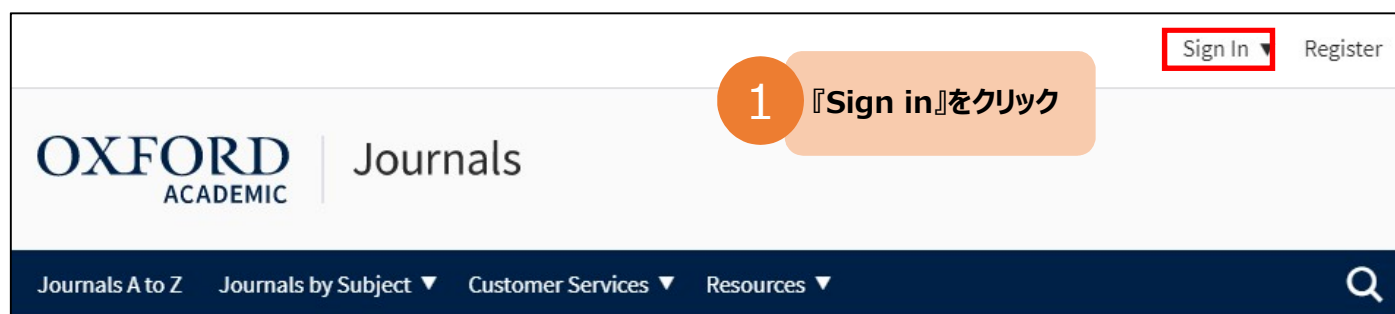 Sign In ▼ Register
1 『Sign in』をクリック
OXFORD
ACADEMIC
Journals
Journals A to Z Journals by Subject ▼ Customer Services ▼ Resources ▼